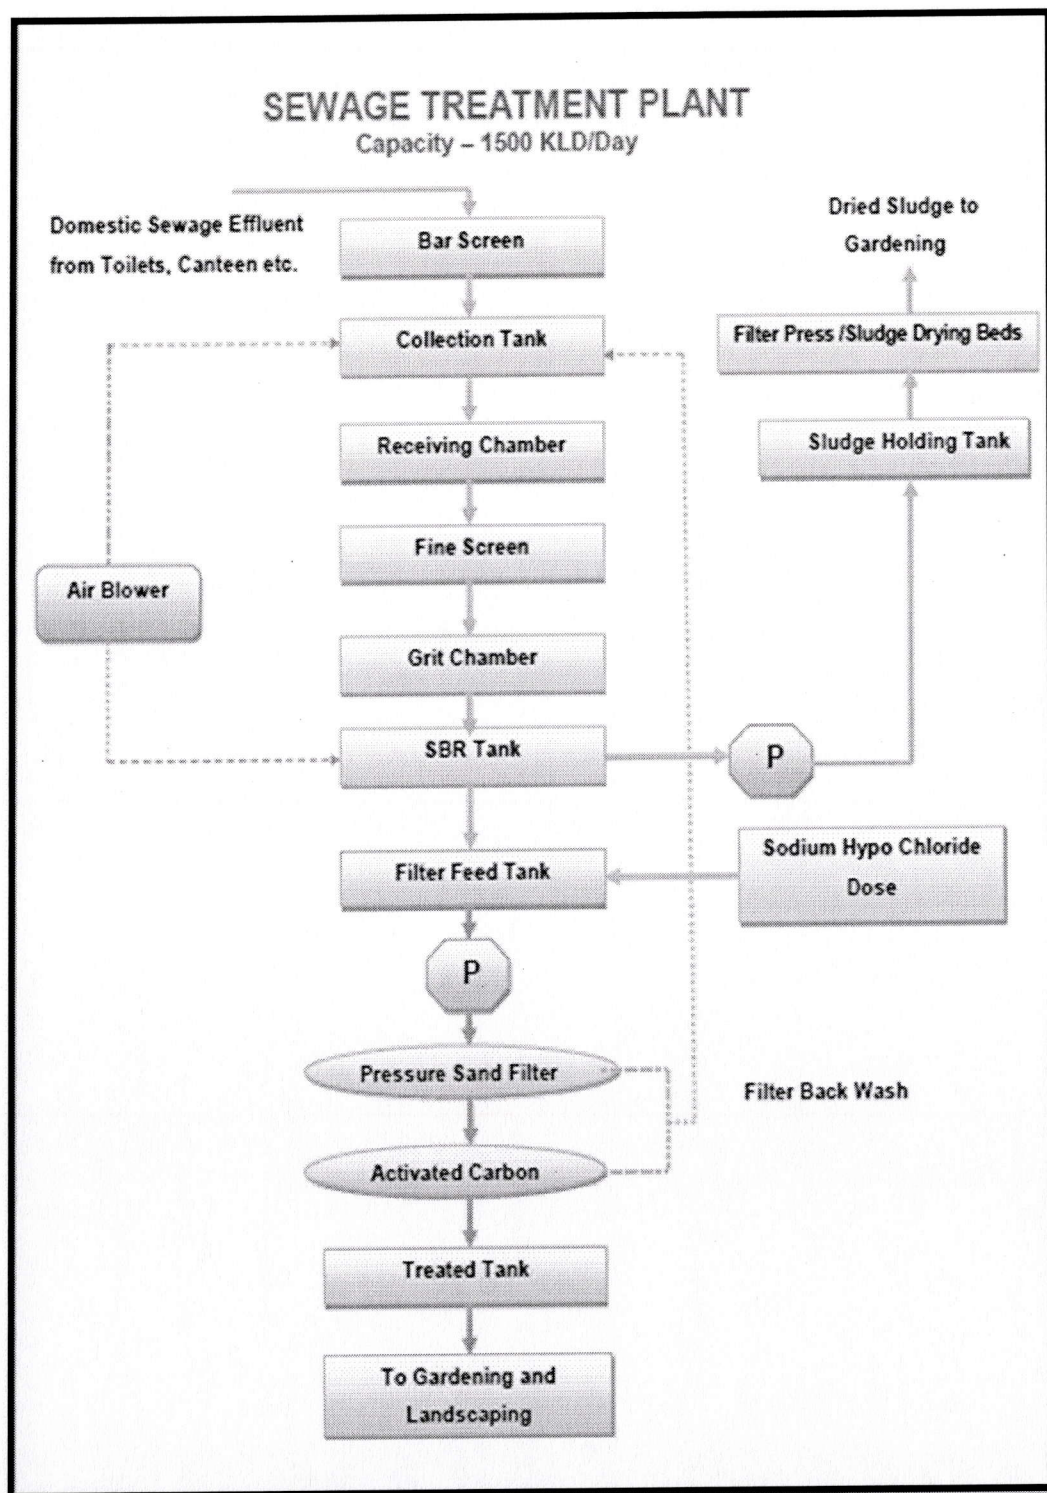 SEWAGE TREATMENT PLANT
Capacity – 1500 KLD/Day
Domestic Sewage Effluent
from Toilets, Canteen etc.
Bar Screen
Dried Sludge to
Gardening
Collection Tank
Filter Press /Sludge Drying Beds
Receiving Chamber
Sludge Holding Tank
Fine Screen
Air Blower
Grit Chamber
SBR Tank
P
Filter Feed Tank
Sodium Hypo Chloride
Dose
P
Pressure Sand Filter
Filter Back Wash
Activated Carbon
Treated Tank
To Gardening and
Landscaping